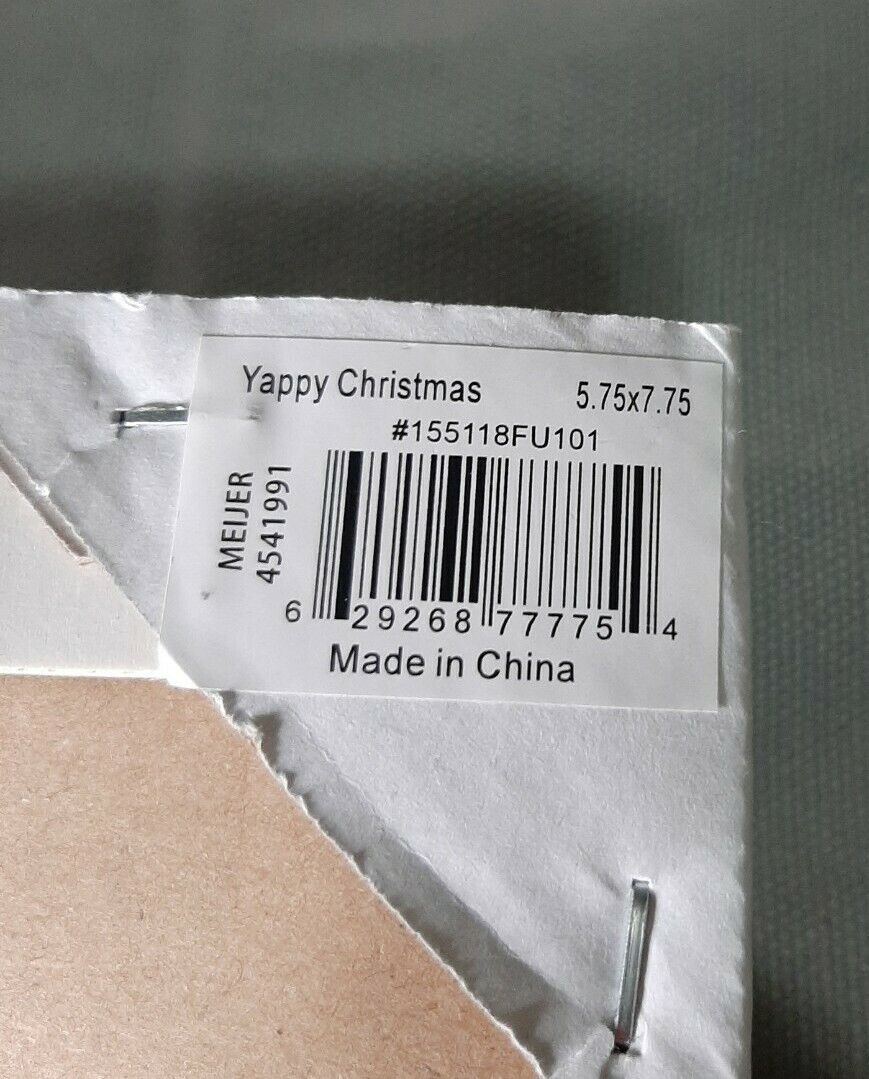 Yappy Christmas 5.75x7.75
#155118FU101
MEIJER
4541991
6 29268 77775 4
Made in China